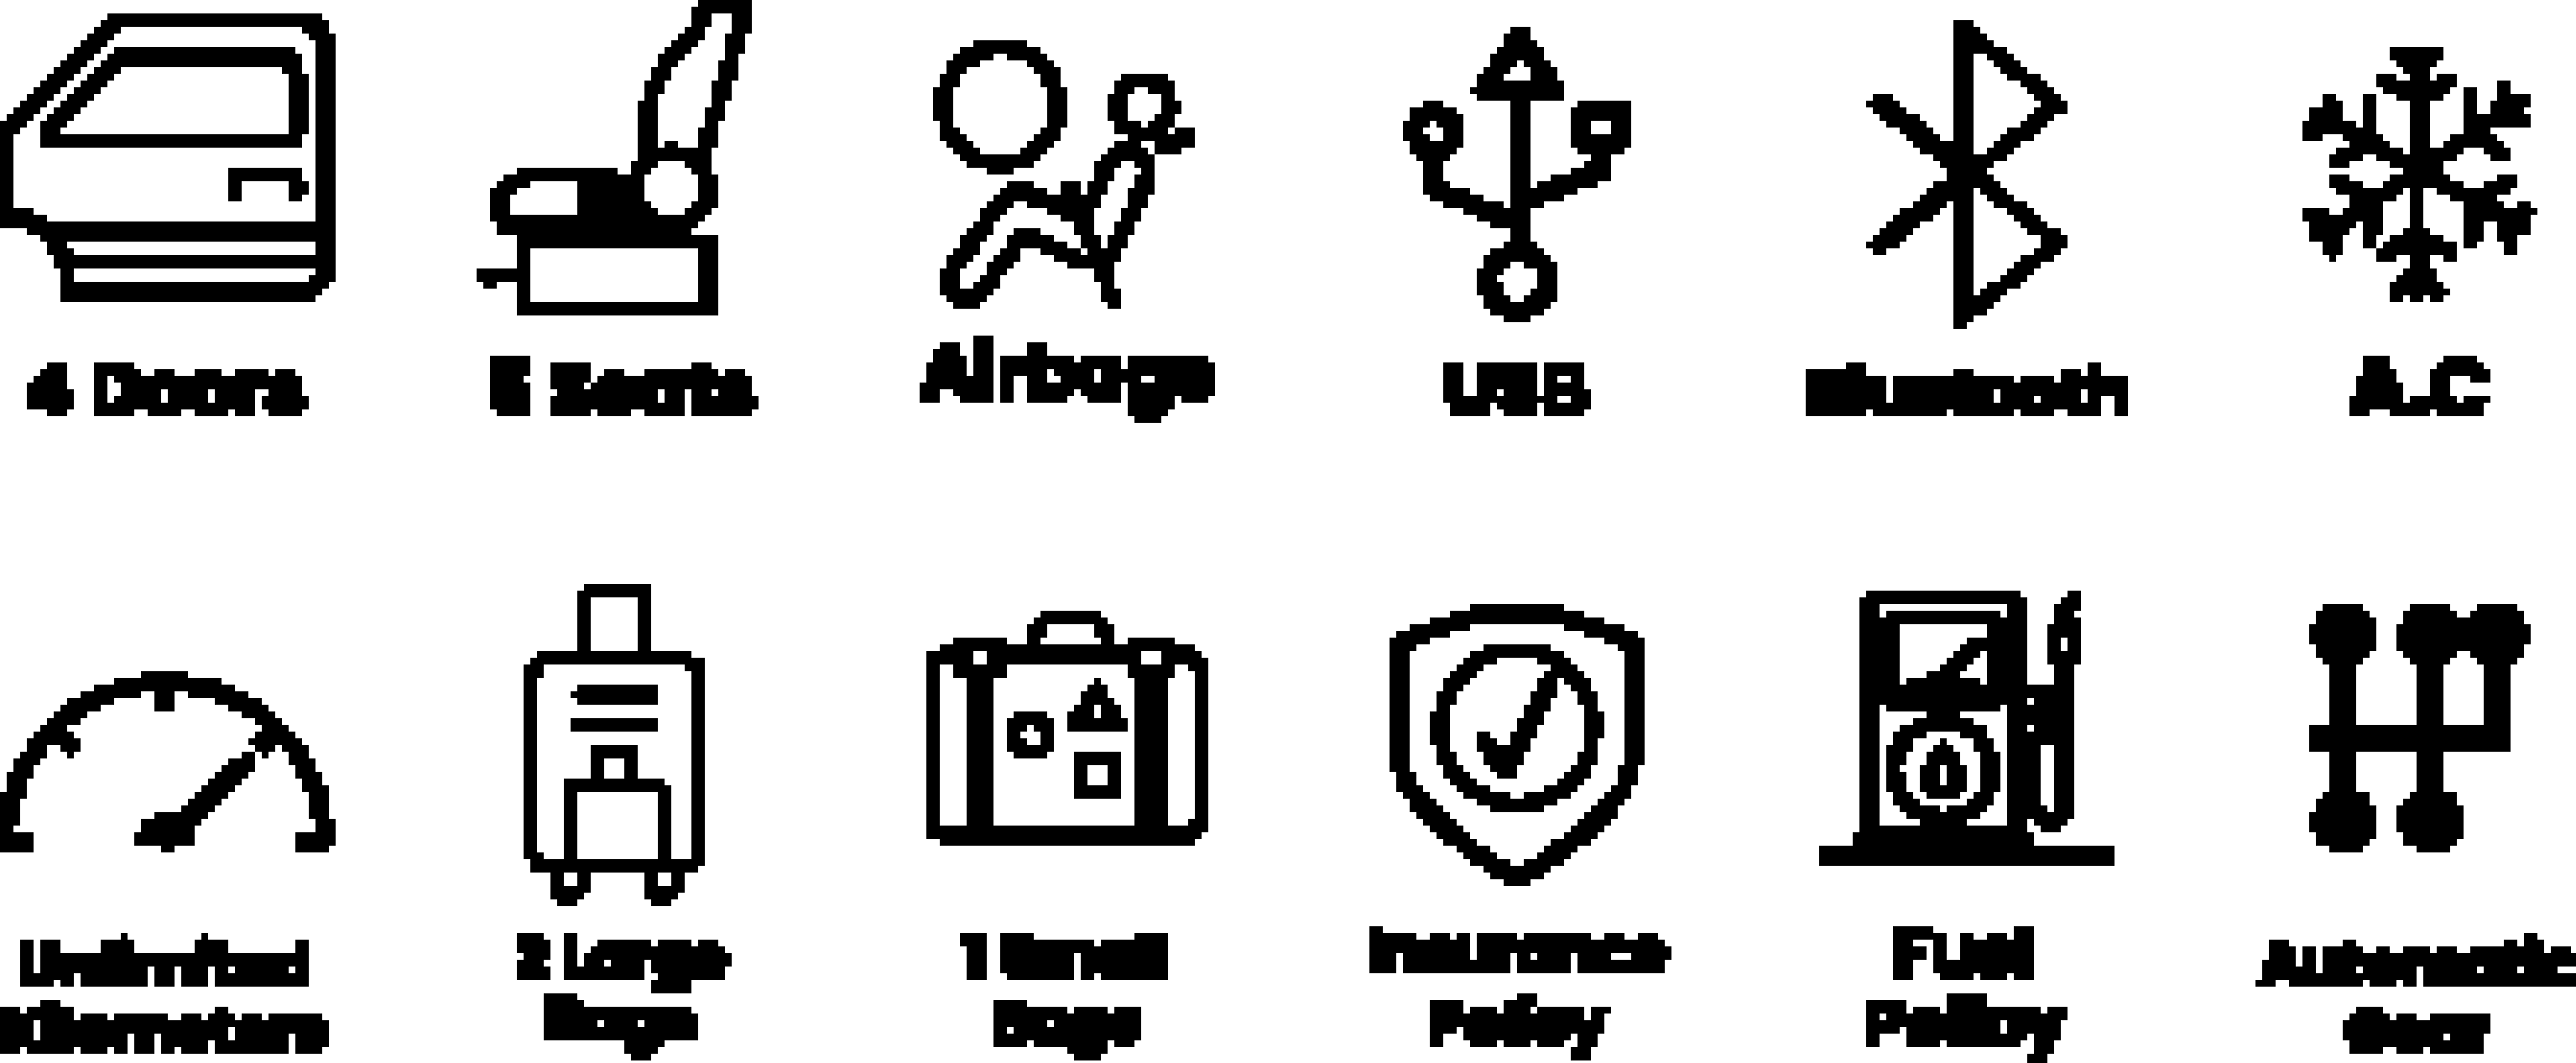 4 Doors
5 Seats
Airbags
USB
Bluetooth
A.C
Unlimited
Kilometers
2 Large
Bags
1 Small
Bags
Insurance
Policy
Fuel
Policy
Automatic
Gear